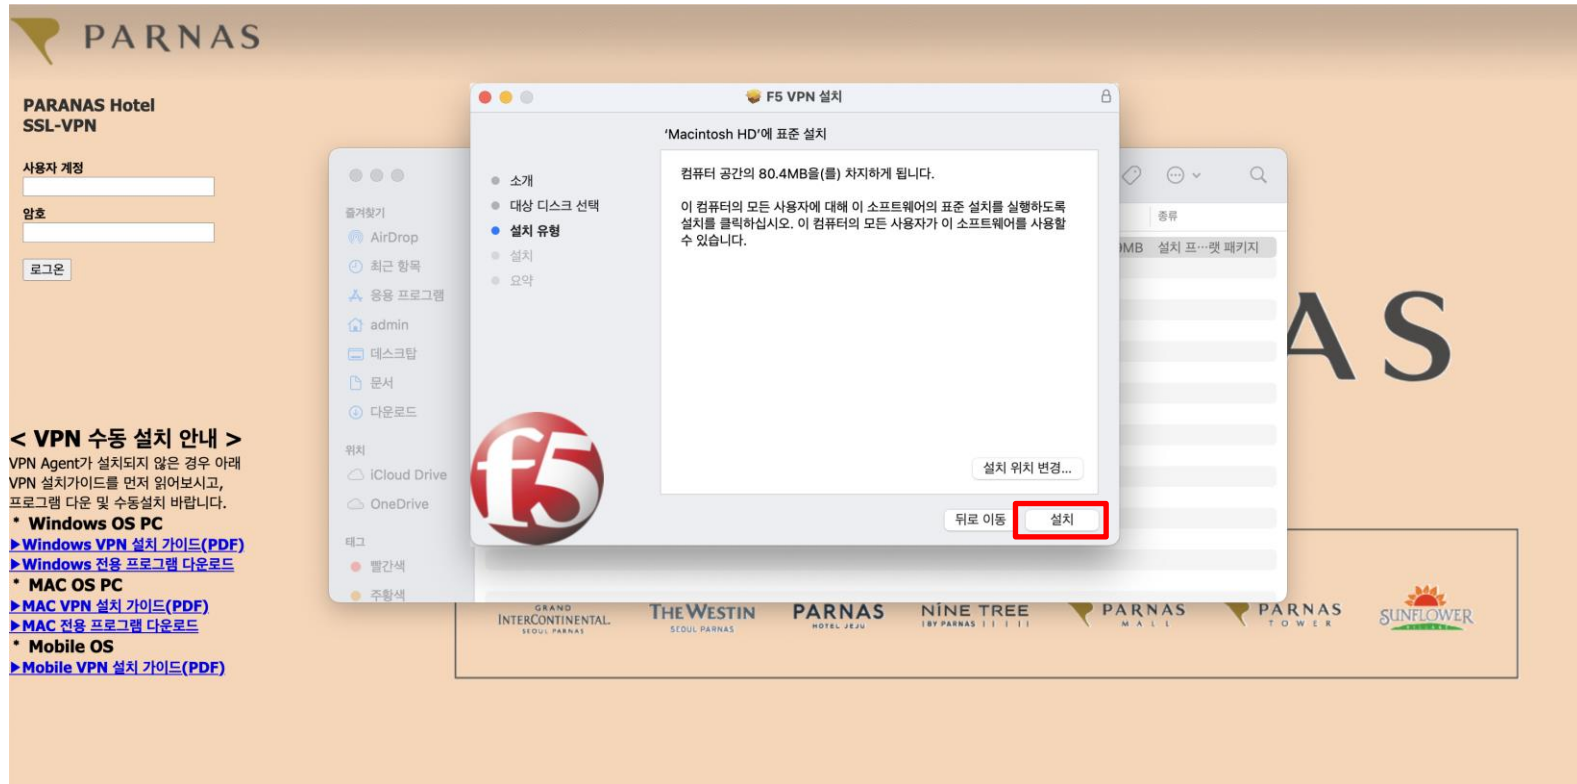 PARNAS
PARANAS Hotel
SSL-VPN
사용자 계정
암호
로그온
< VPN 수동 설치 안내 >
VPN Agent가 설치되지 않은 경우 아래
VPN 설치가이드를 먼저 읽어보시고,
프로그램 다운 및 수동설치 바랍니다.
* Windows OS PC
▶Windows VPN 설치 가이드(PDF)
▶Windows 전용 프로그램 다운로드
* MAC OS PC
▶MAC VPN 설치 가이드(PDF)
▶MAC 전용 프로그램 다운로드
* Mobile OS
▶Mobile VPN 설치 가이드(PDF)
즐겨찾기
AirDrop
최근 항목
응용 프로그램
admin
데스크탑
문서
다운로드
위치
iCloud Drive
OneDrive
태그
빨간색
주황색
F5 VPN 설치
'Macintosh HD'에 표준 설치
소개
대상 디스크 선택
설치 유형
설치
요약
컴퓨터 공간의 80.4MB을(를) 차지하게 됩니다.
이 컴퓨터의 모든 사용자에 대해 이 소프트웨어의 표준 설치를 실행하도록
설치를 클릭하십시오. 이 컴퓨터의 모든 사용자가 이 소프트웨어를 사용할
수 있습니다.
설치 위치 변경...
뒤로 이동
설치
f5
종류
9MB 설치 프…랫 패키지
AS
GRAND
INTERCONTINENTAL
SEOUL PARNAS
THE WESTIN
SEOUL PARNAS
PARNAS
HOTEL JEJU
NINE TREE
BY PARNAS
PARNAS
MALL
PARNAS
TOWER
SUNFLOWER